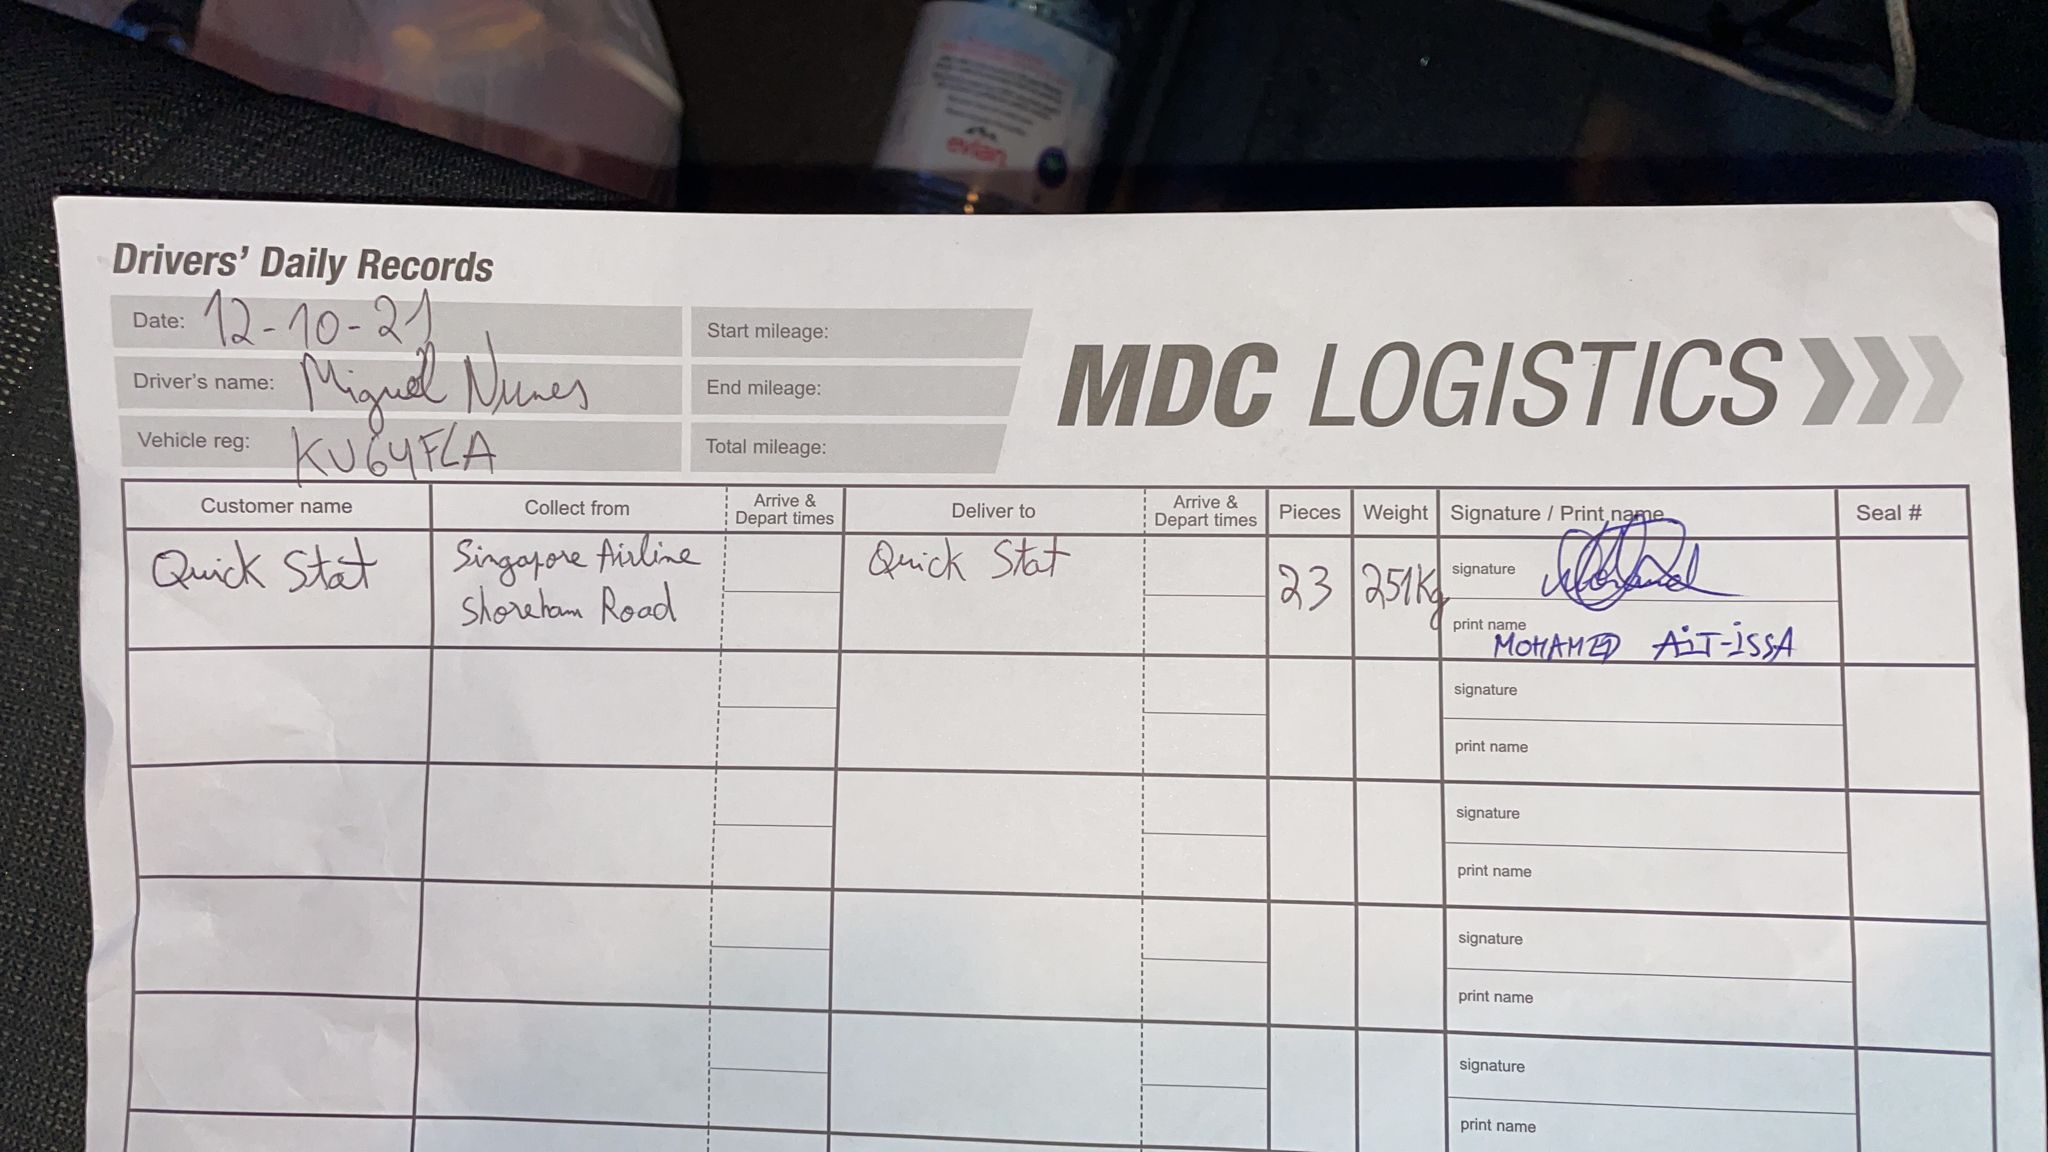 evian
Drivers' Daily Records
Date: 12-10-21
Driver's name: Miguel Nunes
Vehicle reg: KU64FLA
Start mileage:
End mileage:
Total mileage:
MDC LOGISTICS
Customer name Collect from Arrive & Depart times Deliver to Arrive & Depart times Pieces Weight Signature / Print name Seal #
Quick Stat Singapore Airline Quick Stat 23 251Kg signature
Shoreham Road print name MOHAMED AiT-iSSA
signature
print name
signature
print name
signature
print name
signature
print name